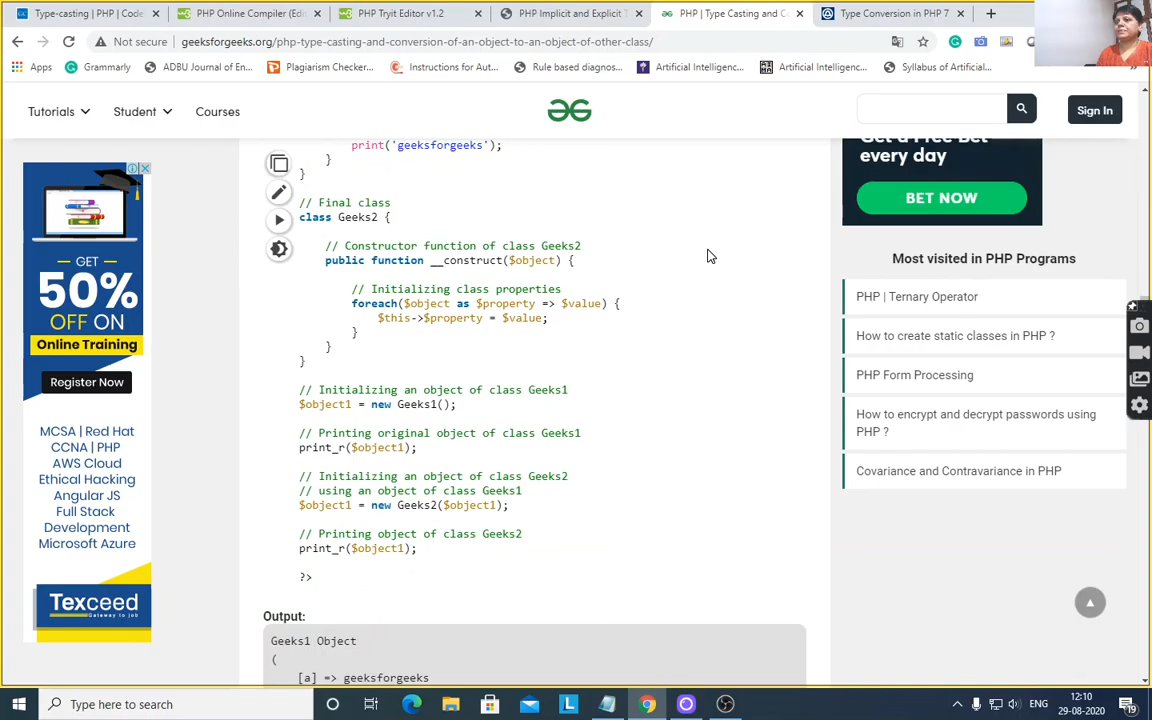 Type-casting | PHP | Code
PHP Online Compiler (Edi
PHP Tryit Editor v1.2
PHP Implicit and Explicit T
PHP | Type Casting and Co
Type Conversion in PHP 7
Not secure
geeksforgeeks.org/php-type-casting-and-conversion-of-an-object-to-an-object-of-other-class/
Apps
Grammarly
ADBU Journal of En...
Plagiarism Checker...
Instructions for Aut...
Rule based diagnos...
Artificial Intelligenc...
Artificial Intelligenc...
Syllabus of Artificial...
Tutorials
Student
Courses
Sign In
print('geeksforgeeks');
}
}
// Final class
class Geeks2 {
// Constructor function of class Geeks2
public function __construct($object) {
// Initializing class properties
foreach($object as $property => $value) {
$this->$property = $value;
}
}
}
// Initializing an object of class Geeks1
$object1 = new Geeks1();
// Printing original object of class Geeks1
print_r($object1);
// Initializing an object of class Geeks2
// using an object of class Geeks1
$object1 = new Geeks2($object1);
// Printing object of class Geeks2
print_r($object1);
?>
Output:
Geeks1 Object
(
[a] => geeksforgeeks
GET
50%
OFF ON
Online Training
Register Now
MCSA | Red Hat
CCNA | PHP
AWS Cloud
Ethical Hacking
Angular JS
Full Stack
Development
Microsoft Azure
Texceed
Gateway to job
Get a Free Bet
every day
BET NOW
Most visited in PHP Programs
PHP | Ternary Operator
How to create static classes in PHP ?
PHP Form Processing
How to encrypt and decrypt passwords using
PHP ?
Covariance and Contravariance in PHP
Type here to search
ENG
12:10
29-08-2020
19